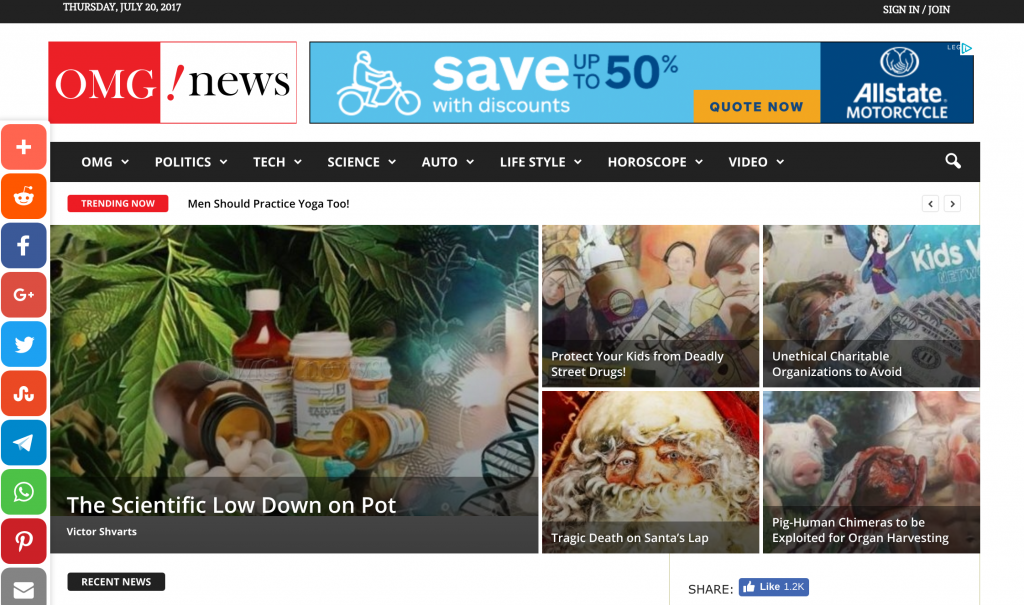 THURSDAY, JULY 20, 2017
SIGN IN / JOIN
OMG!news
save UP TO 50%
with discounts
QUOTE NOW
Allstate
MOTORCYCLE
OMG
POLITICS
TECH
SCIENCE
AUTO
LIFE STYLE
HOROSCOPE
VIDEO
TRENDING NOW
Men Should Practice Yoga Too!
The Scientific Low Down on Pot
Victor Shvarts
Protect Your Kids from Deadly
Street Drugs!
Kids
Unethical Charitable
Organizations to Avoid
Tragic Death on Santa's Lap
Pig-Human Chimeras to be
Exploited for Organ Harvesting
RECENT NEWS
SHARE:
Like 1.2K